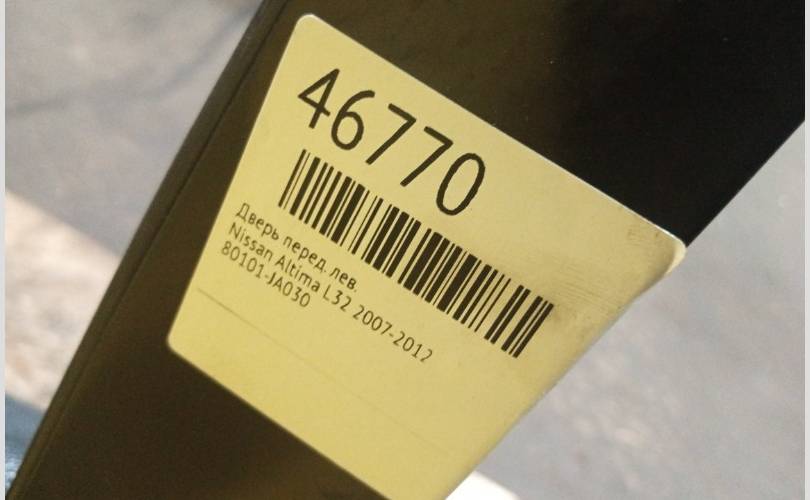 46770
Дверь перед. лев.
Nissan Altima L32 2007-2012
80101-JA030